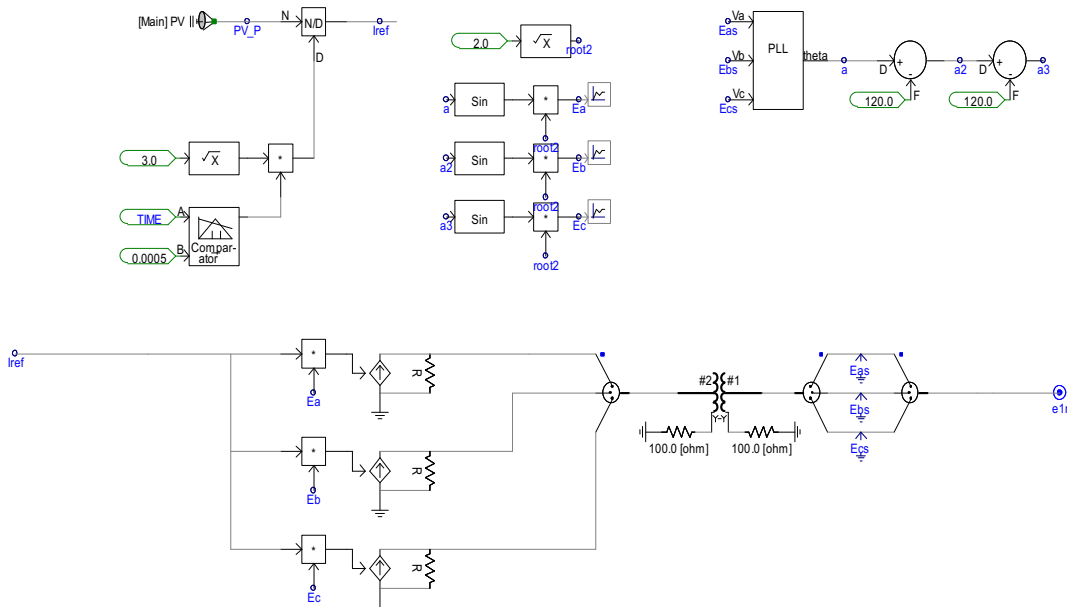 [Main] PV
PV_P
N
N/D
Iref
D
3.0
√X
*
TIME
A
0.0005
B
Compar-
ator
2.0
√X
root2
a
Sin
*
Ea
root2
a2
Sin
*
Eb
root2
a3
Sin
*
Ec
root2
Va
Eas
Vb
Ebs
Vc
Ecs
PLL
theta
a
D
+
-
F
120.0
a2
D
+
-
F
120.0
a3
Iref
*
Ea
R
*
Eb
R
*
Ec
R
#2
#1
Y-Y
100.0 [ohm]
100.0 [ohm]
Eas
Ebs
Ecs